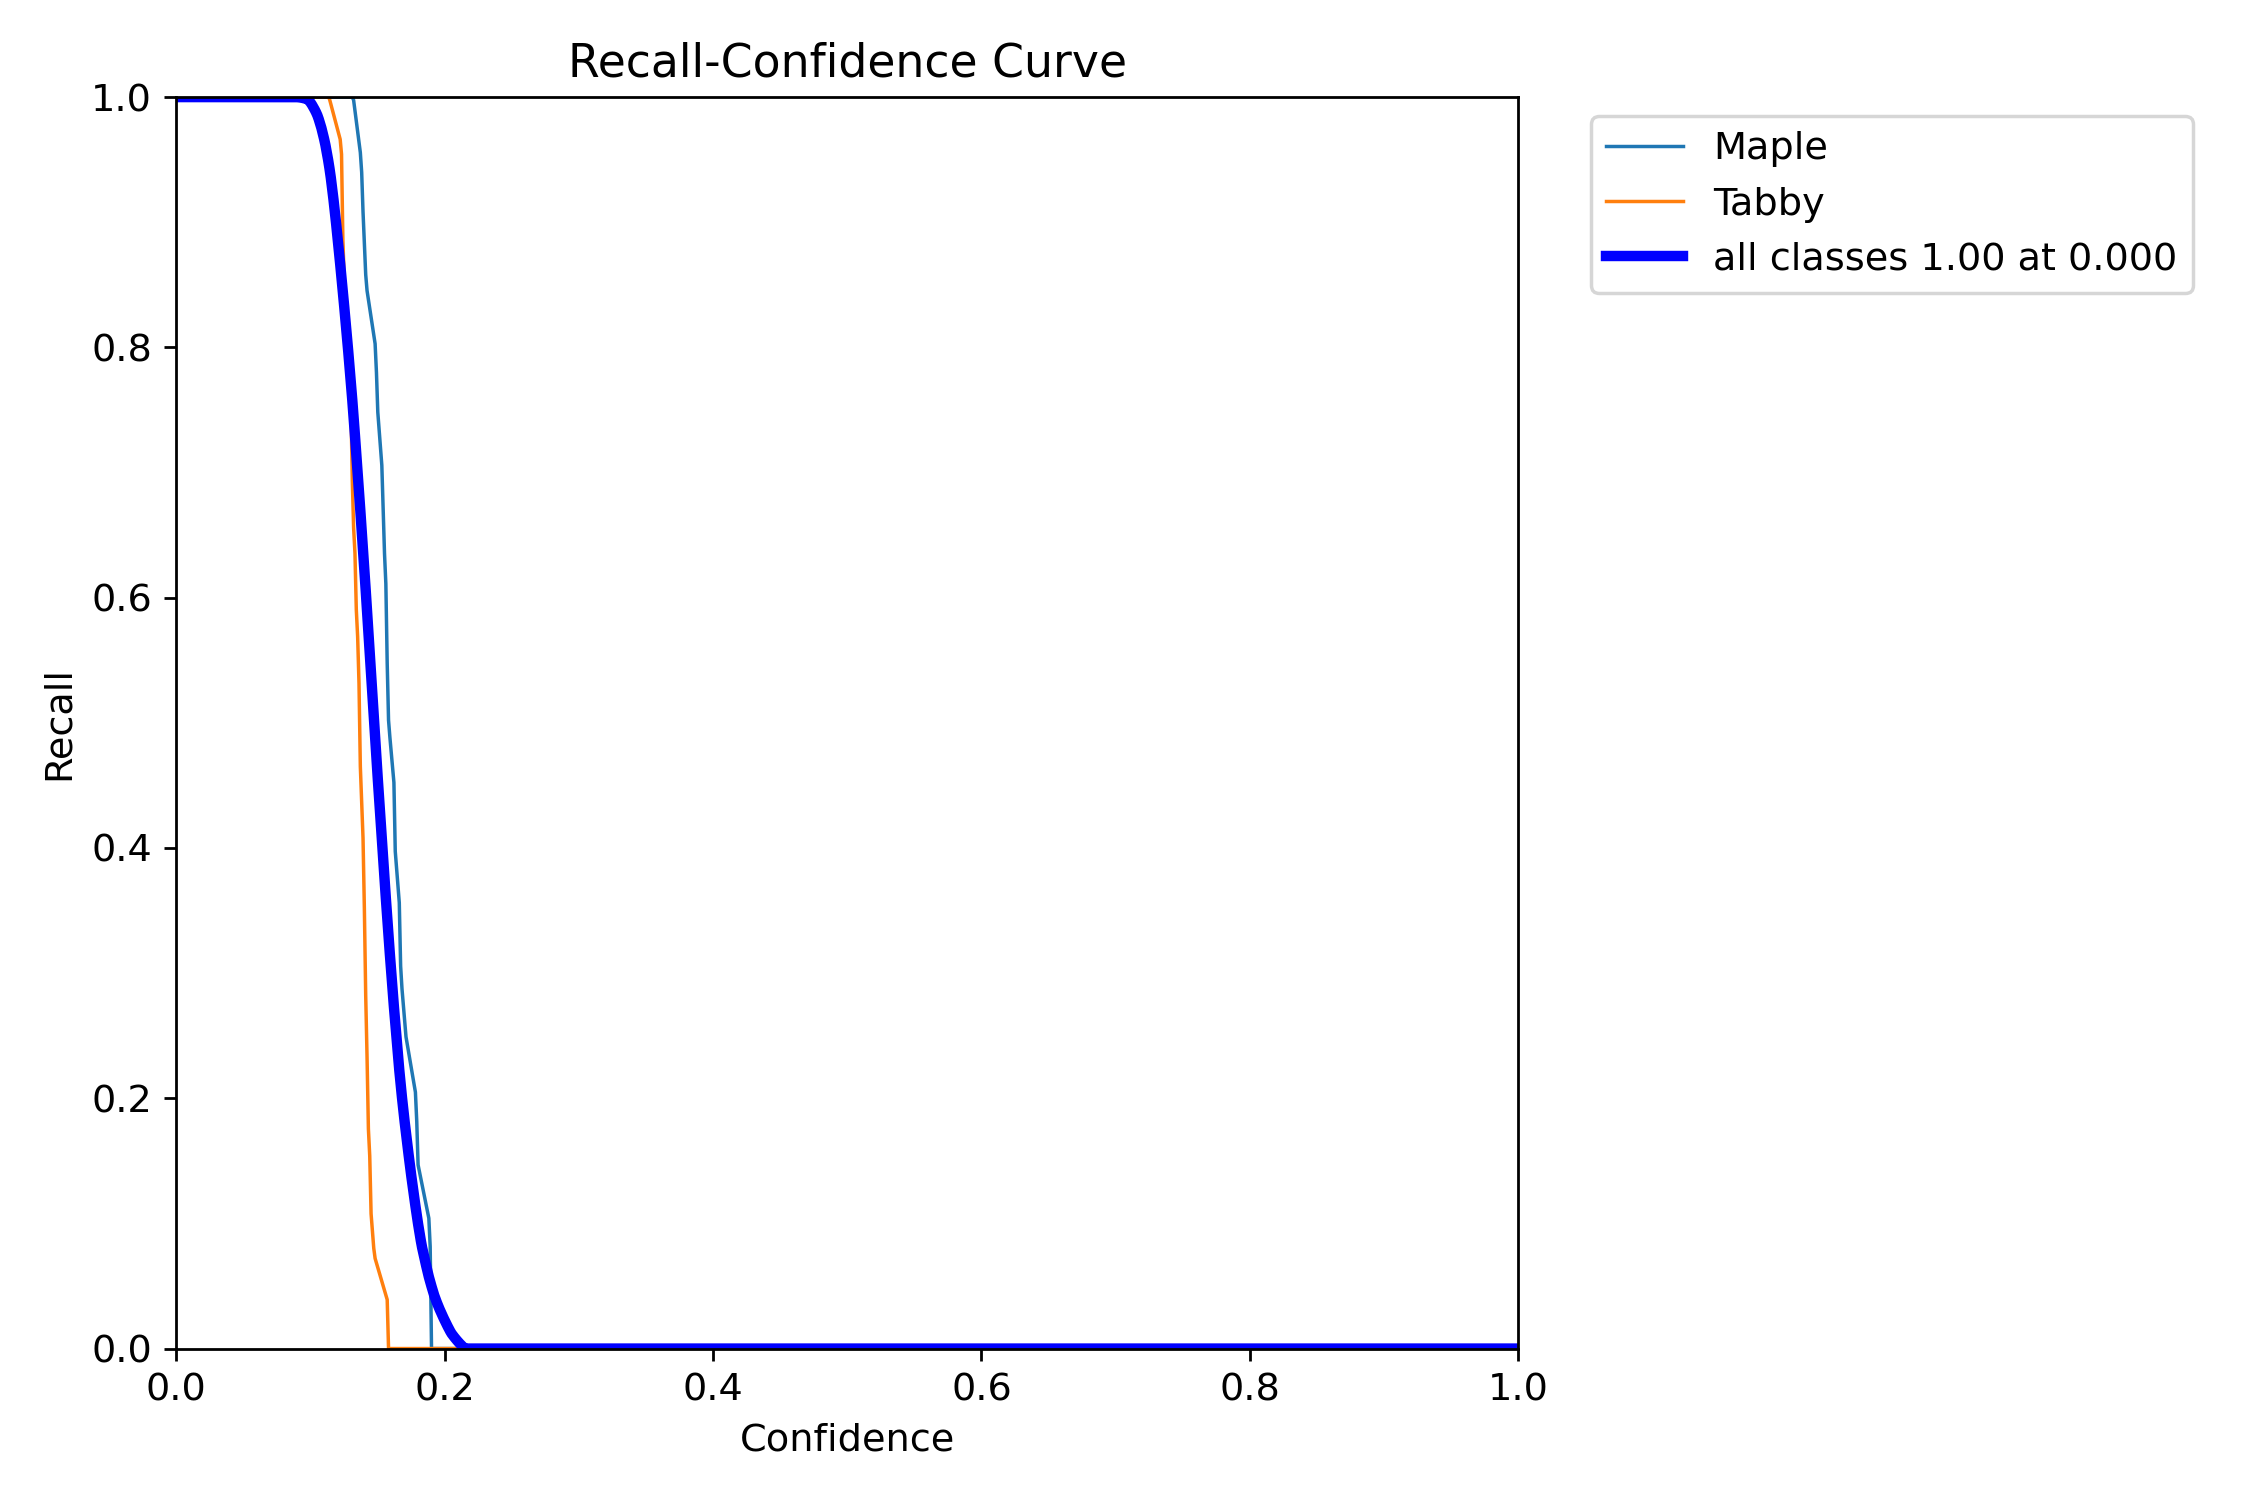 Recall-Confidence Curve
1.0
0.8
0.6
0.4
0.2
0.0
Recall
0.0 0.2 0.4 0.6 0.8 1.0
Confidence
Maple
Tabby
all classes 1.00 at 0.000